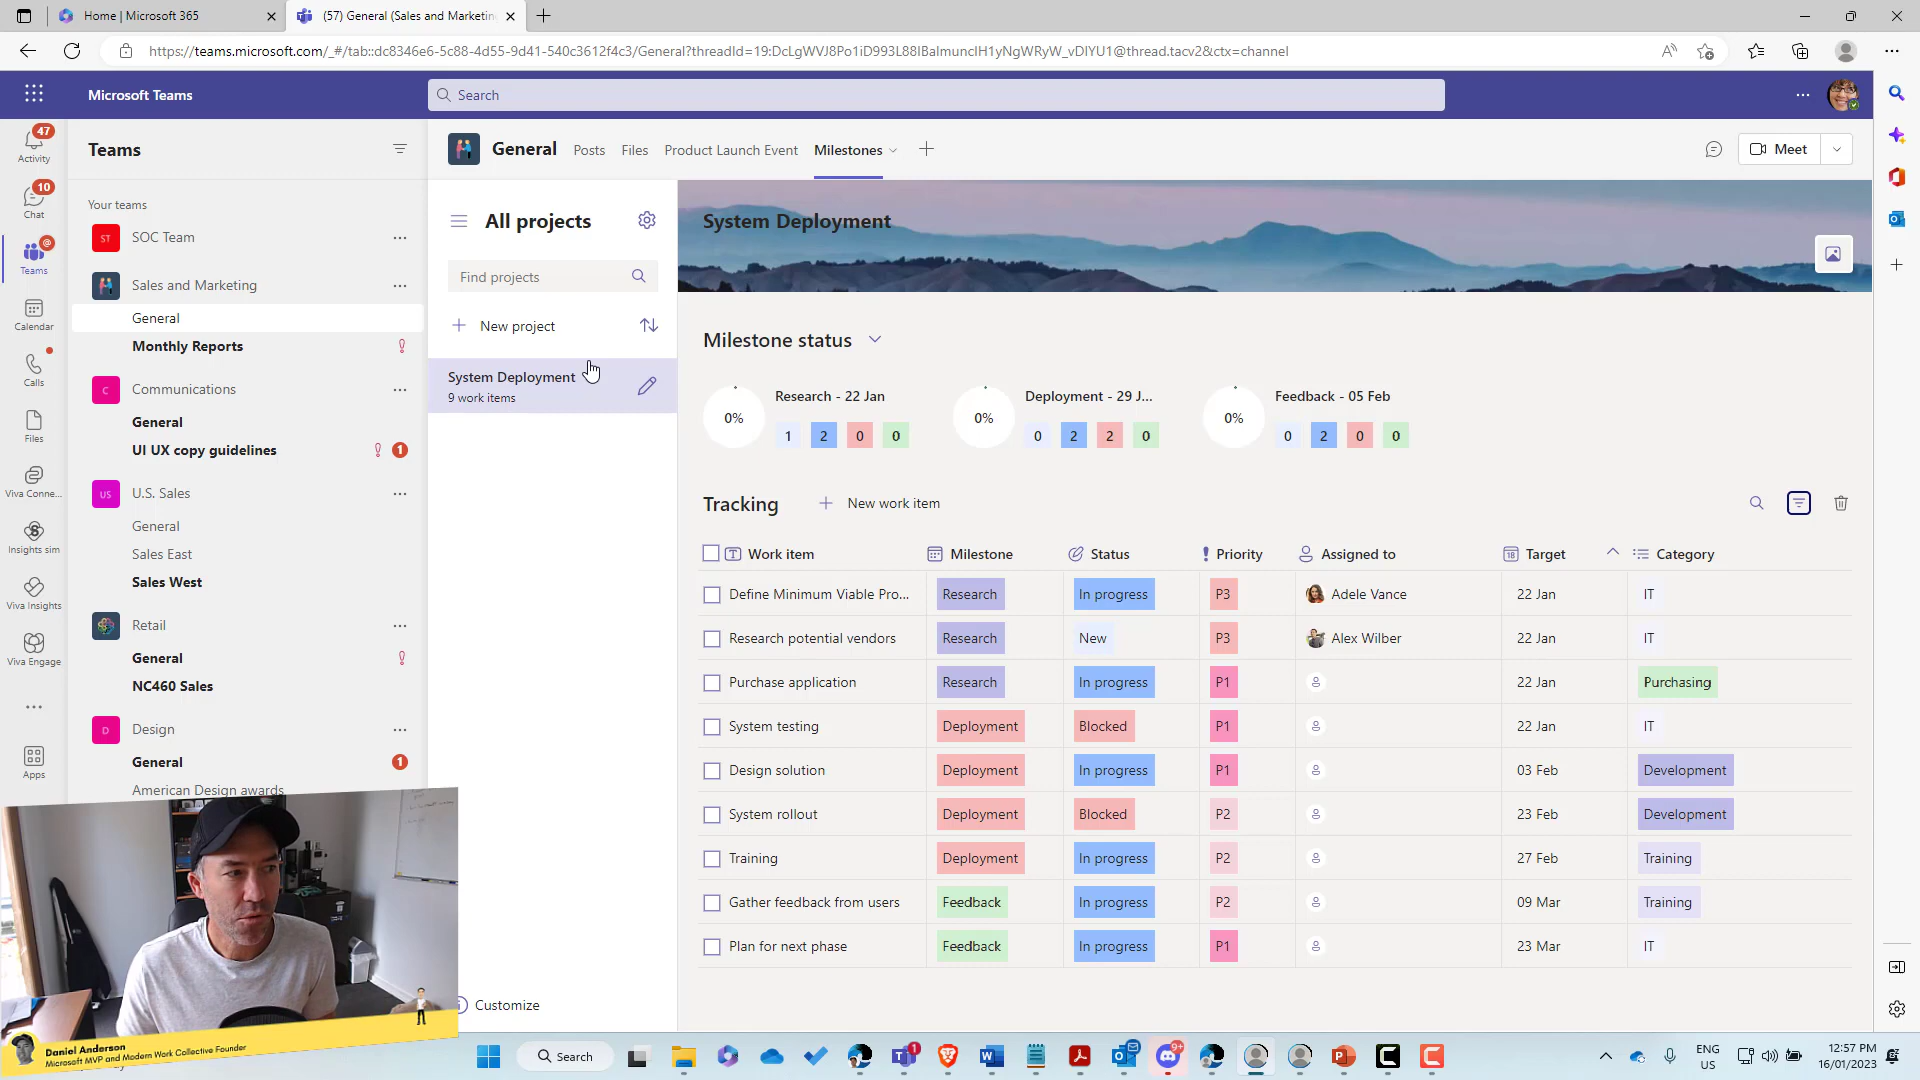 Home | Microsoft 365
(57) General (Sales and Marketin
https://teams.microsoft.com/_#/tab::dc8346e6-5c88-4d55-9d41-540c3612f4c3/General?threadId=19:DcLgWVJ8Po1iD993L88IBalmuncIH1yNgWRyW_vDIYU1@thread.tacv2&ctx=channel
Microsoft Teams
Search
47
Activity
10
Chat
@
Teams
Calendar
Calls
Files
Viva Conne...
Insights sim
Viva Insights
Viva Engage
Apps
Teams
Your teams
ST SOC Team
Sales and Marketing
General
Monthly Reports
C Communications
General
UI UX copy guidelines 1
US U.S. Sales
General
Sales East
Sales West
Retail
General
NC460 Sales
D Design
General 1
American Design awards
General Posts Files Product Launch Event Milestones
Meet
All projects
Find projects
New project
System Deployment
9 work items
Customize
System Deployment
Milestone status
0% Research - 22 Jan
1 2 0 0
0% Deployment - 29 J...
0 2 2 0
0% Feedback - 05 Feb
0 2 0 0
Tracking New work item
Work item Milestone Status Priority Assigned to 18 Target Category
Define Minimum Viable Pro... Research In progress P3 Adele Vance 22 Jan IT
Research potential vendors Research New P3 Alex Wilber 22 Jan IT
Purchase application Research In progress P1 22 Jan Purchasing
System testing Deployment Blocked P1 22 Jan IT
Design solution Deployment In progress P1 03 Feb Development
System rollout Deployment Blocked P2 23 Feb Development
Training Deployment In progress P2 27 Feb Training
Gather feedback from users Feedback In progress P2 09 Mar Training
Plan for next phase Feedback In progress P1 23 Mar IT
Daniel Anderson
Microsoft MVP and Modern Work Collective Founder
Search
1
9+
ENG
US
12:57 PM
16/01/2023